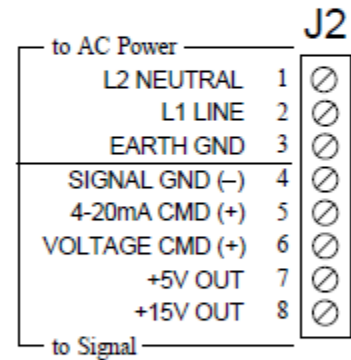 J2
to AC Power
L2 NEUTRAL 1
L1 LINE 2
EARTH GND 3
SIGNAL GND (–) 4
4-20mA CMD (+) 5
VOLTAGE CMD (+) 6
+5V OUT 7
+15V OUT 8
to Signal